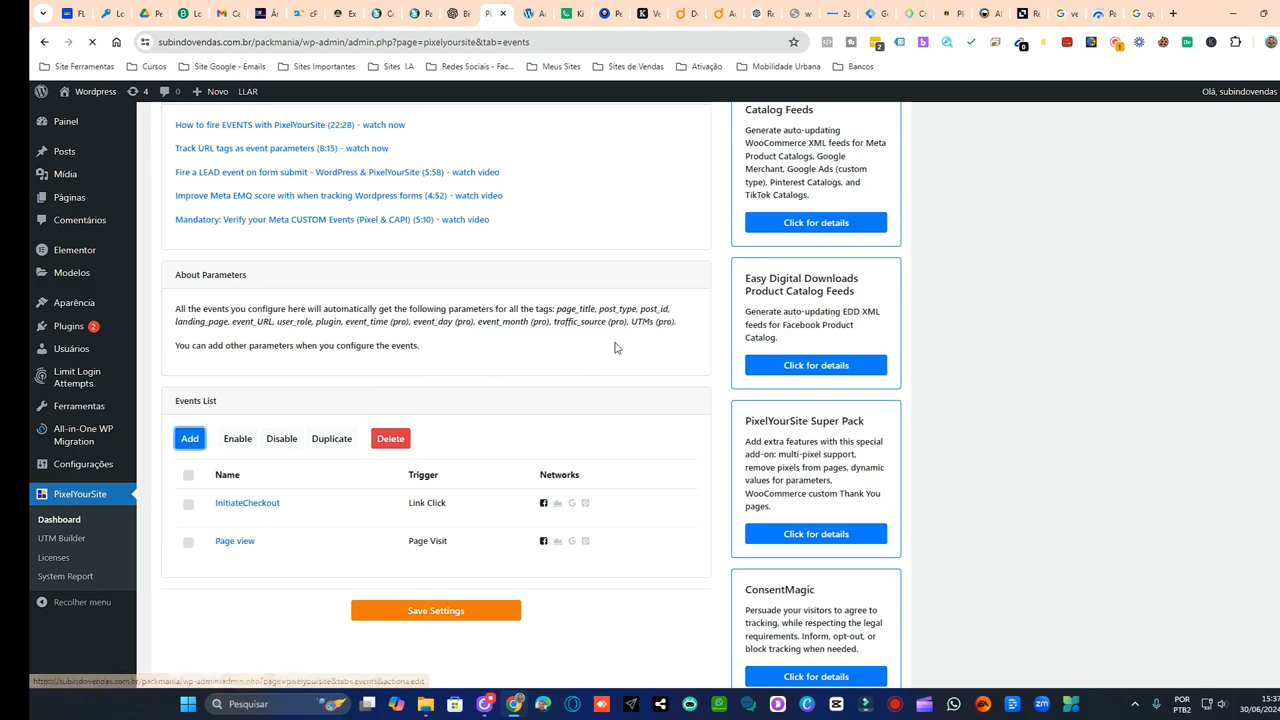 subindovendas.com.br/packmania/wp-admin/admin.php?page=pixelyoursite&tab=events
Site Ferramentas
Cursos
Site Google - Emails
Sites Importantes
Sites I.A
Redes Sociais - Fac...
Meus Sites
Sites de Vendas
Ativação
Mobilidade Urbana
Bancos
Wordpress
4
0
Novo
LLAR
Olá, subindovendas
Painel
Posts
Mídia
Páginas
Comentários
Elementor
Modelos
Aparência
Plugins 2
Usuários
Limit Login
Attempts
Ferramentas
All-in-One WP
Migration
Configurações
PixelYourSite
Dashboard
UTM Builder
Licenses
System Report
Recolher menu
How to fire EVENTS with PixelYourSite (22:28) - watch now
Track URL tags as event parameters (8:15) - watch now
Fire a LEAD event on form submit - WordPress & PixelYourSite (5:58) - watch video
Improve Meta EMQ score with when tracking Wordpress forms (4:52) - watch video
Mandatory: Verify your Meta CUSTOM Events (Pixel & CAPI) (5:10) - watch video
About Parameters
All the events you configure here will automatically get the following parameters for all the tags: page_title, post_type, post_id,
landing_page, event_URL, user_role, plugin, event_time (pro), event_day (pro), event_month (pro), traffic_source (pro), UTMs (pro).
You can add other parameters when you configure the events.
Events List
Add Enable Disable Duplicate Delete
Name Trigger Networks
InitiateCheckout Link Click
Page view Page Visit
Save Settings
Catalog Feeds
Generate auto-updating
WooCommerce XML feeds for Meta
Product Catalogs, Google
Merchant, Google Ads (custom
type), Pinterest Catalogs, and
TikTok Catalogs.
Click for details
Easy Digital Downloads
Product Catalog Feeds
Generate auto-updating EDD XML
feeds for Facebook Product
Catalog.
Click for details
PixelYourSite Super Pack
Add extra features with this special
add-on: multi-pixel support,
remove pixels from pages, dynamic
values for parameters,
WooCommerce custom Thank You
pages.
Click for details
ConsentMagic
Persuade your visitors to agree to
tracking, while respecting the legal
requirements. Inform, opt-out, or
block tracking when needed.
Click for details
https://subindovendas.com.br/packmania/wp-admin/admin.php?page=pixelyoursite&tab=events&action=edit
Pesquisar
POR
PTB2